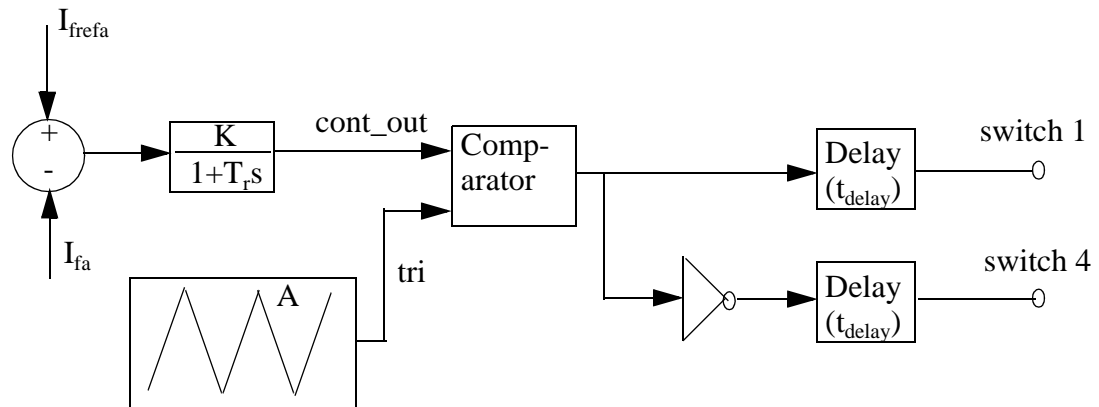 I_frefa
+
-
I_fa
K
1+T_rs
cont_out
Comp-
arator
tri
A
Delay
(t_delay)
switch 1
Delay
(t_delay)
switch 4